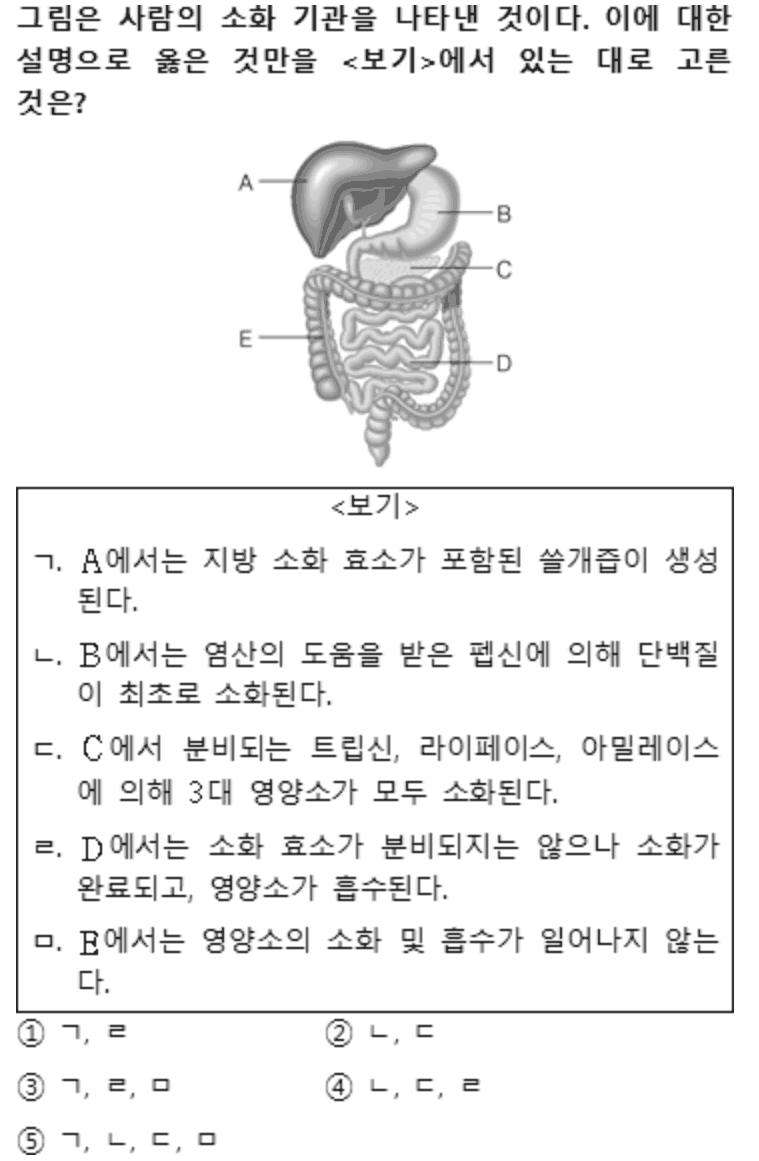 그림은 사람의 소화 기관을 나타낸 것이다. 이에 대한
설명으로 옳은 것만을 <보기>에서 있는 대로 고른
것은?
A
B
C
E
D
<보기>
ㄱ. A에서는 지방 소화 효소가 포함된 쓸개즙이 생성
된다.
ㄴ. B에서는 염산의 도움을 받은 펩신에 의해 단백질
이 최초로 소화된다.
ㄷ. C에서 분비되는 트립신, 라이페이스, 아밀레이스
에 의해 3대 영양소가 모두 소화된다.
ㄹ. D에서는 소화 효소가 분비되지는 않으나 소화가
완료되고, 영양소가 흡수된다.
ㅁ. E에서는 영양소의 소화 및 흡수가 일어나지 않는
다.
① ㄱ, ㄹ ② ㄴ, ㄷ
③ ㄱ, ㄹ, ㅁ ④ ㄴ, ㄷ, ㄹ
⑤ ㄱ, ㄴ, ㄷ, ㅁ